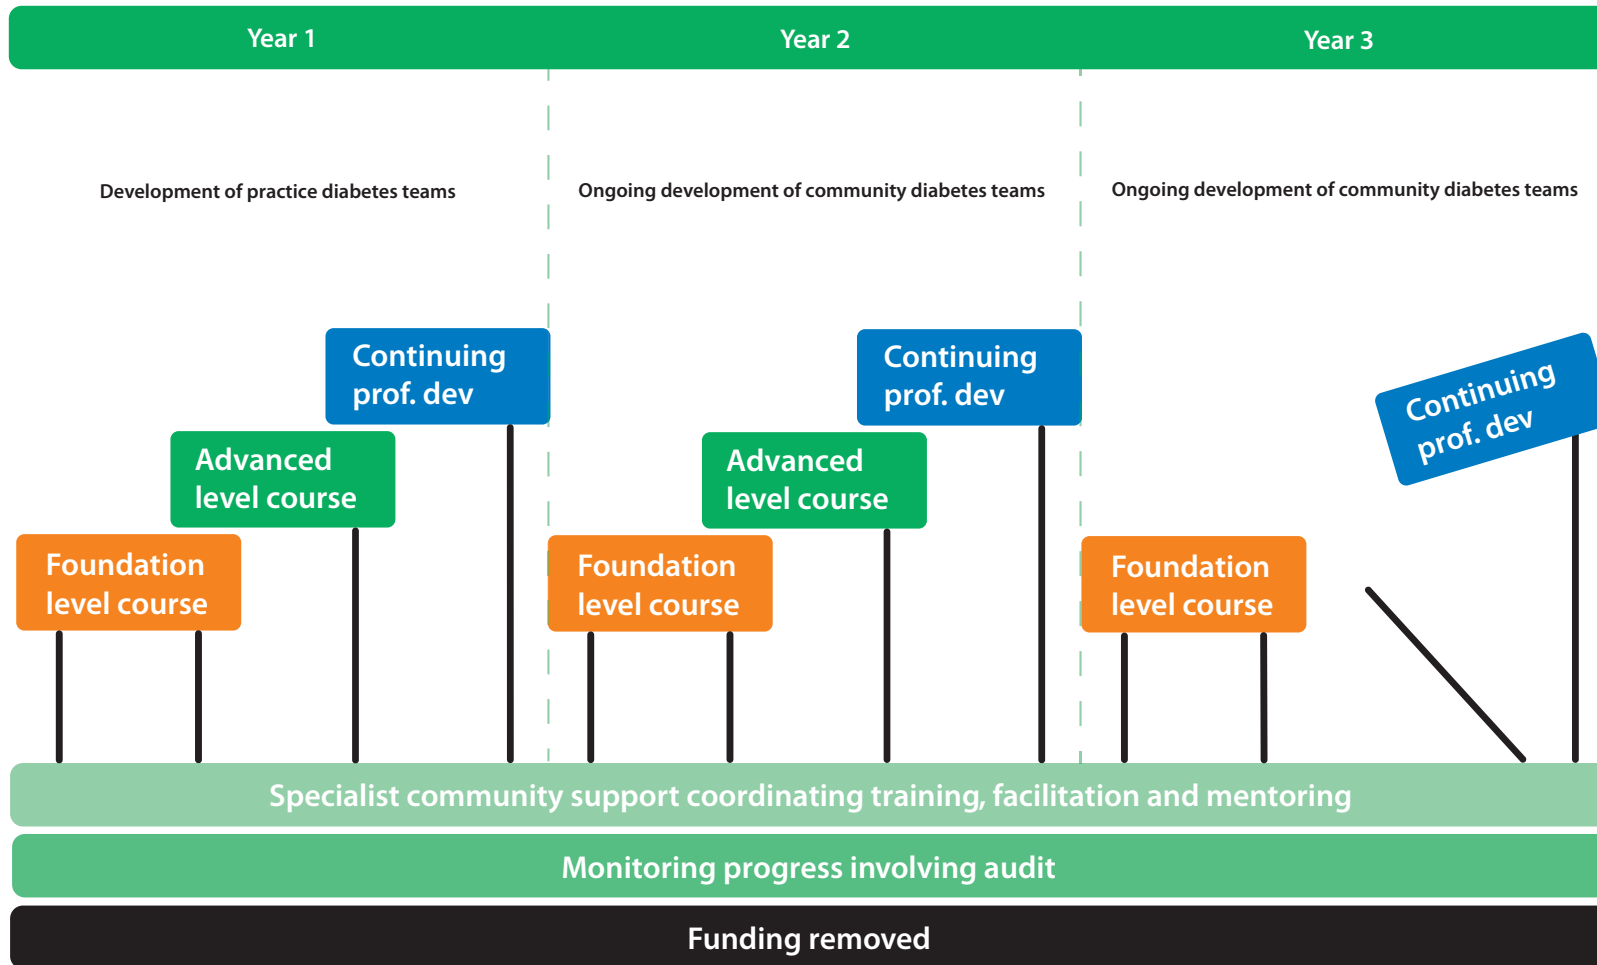 Year 1
Year 2
Year 3
Development of practice diabetes teams
Ongoing development of community diabetes teams
Ongoing development of community diabetes teams
Continuing
prof. dev
Advanced
level course
Foundation
level course
Continuing
prof. dev
Advanced
level course
Foundation
level course
Continuing
prof. dev
Foundation
level course
Specialist community support coordinating training, facilitation and mentoring
Monitoring progress involving audit
Funding removed